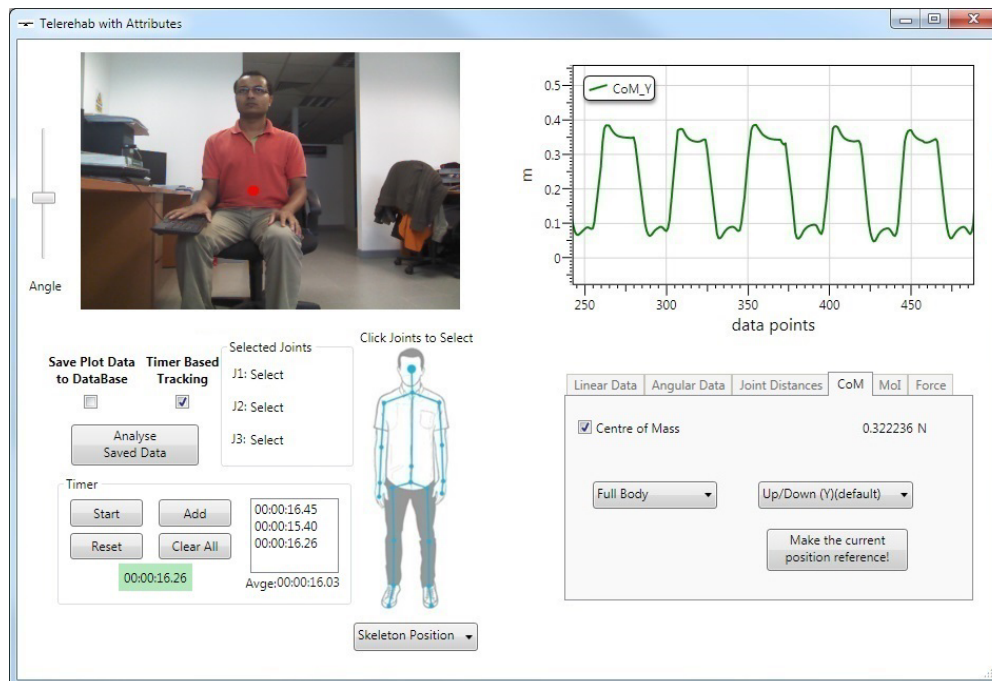 Telerehab with Attributes
Angle
0.5
0.4
0.3
0.2
0.1
0
m
CoM_Y
250
300
350
400
450
data points
Save Plot Data
to DataBase
Timer Based
Tracking
Analyse
Saved Data
Selected Joints
J1: Select
J2: Select
J3: Select
Click Joints to Select
Timer
Start
Add
Reset
Clear All
00:00:16.26
00:00:16.45
00:00:15.40
00:00:16.26
Avge:00:00:16.03
Skeleton Position
Linear Data
Angular Data
Joint Distances
CoM
MoI
Force
Centre of Mass
0.322236 N
Full Body
Up/Down (Y)(default)
Make the current
position reference!